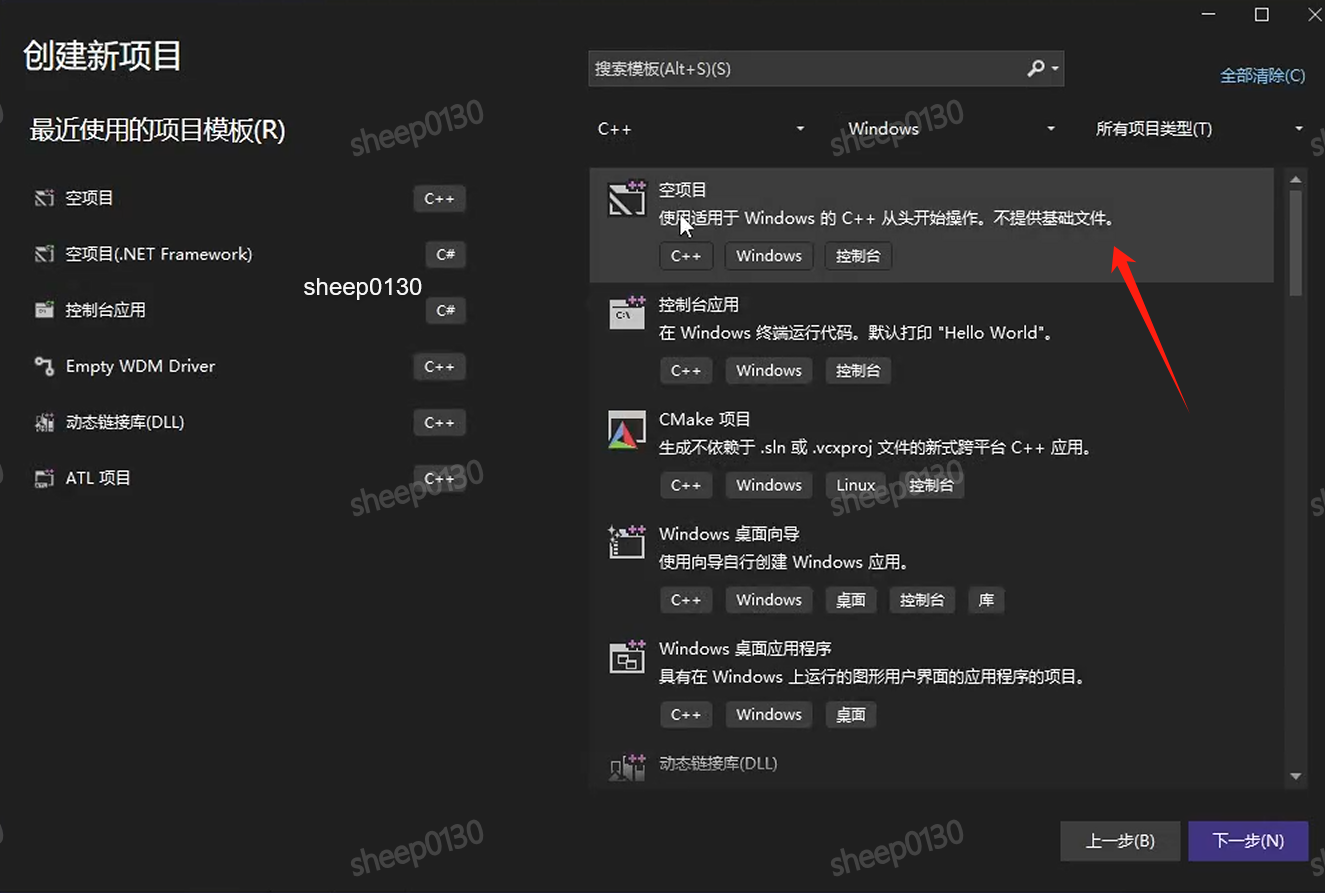 创建新项目
搜索模板(Alt+S)(S)
全部清除(C)
最近使用的项目模板(R)
C++
Windows
所有项目类型(T)
空项目
C++
空项目(.NET Framework)
C#
控制台应用
C#
Empty WDM Driver
C++
动态链接库(DLL)
C++
ATL 项目
C++
空项目
使用适用于 Windows 的 C++ 从头开始操作。不提供基础文件。
C++ Windows 控制台
控制台应用
在 Windows 终端运行代码。默认打印 "Hello World"。
C++ Windows 控制台
CMake 项目
生成不依赖于 .sln 或 .vcxproj 文件的新式跨平台 C++ 应用。
C++ Windows Linux 控制台
Windows 桌面向导
使用向导自行创建 Windows 应用。
C++ Windows 桌面 控制台 库
Windows 桌面应用程序
具有在 Windows 上运行的图形用户界面的应用程序的项目。
C++ Windows 桌面
动态链接库(DLL)
上一步(B)
下一步(N)
sheep0130
sheep0130
sheep0130
sheep0130
sheep0130
sheep0130
sheep0130